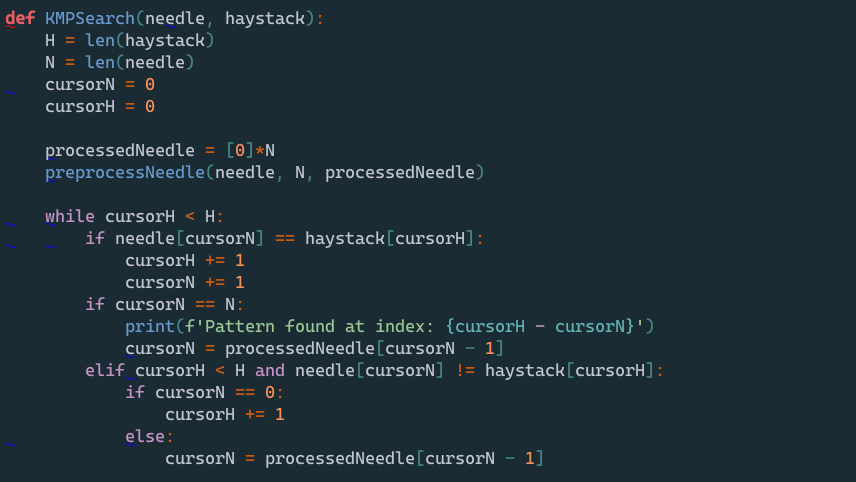 def KMPSearch(needle, haystack):
    H = len(haystack)
    N = len(needle)
    cursorN = 0
    cursorH = 0

    processedNeedle = [0]*N
    preprocessNeedle(needle, N, processedNeedle)

    while cursorH < H:
        if needle[cursorN] == haystack[cursorH]:
            cursorH += 1
            cursorN += 1
        if cursorN == N:
            print(f'Pattern found at index: {cursorH - cursorN}')
            cursorN = processedNeedle[cursorN - 1]
        elif cursorH < H and needle[cursorN] != haystack[cursorH]:
            if cursorN == 0:
                cursorH += 1
            else:
                cursorN = processedNeedle[cursorN - 1]